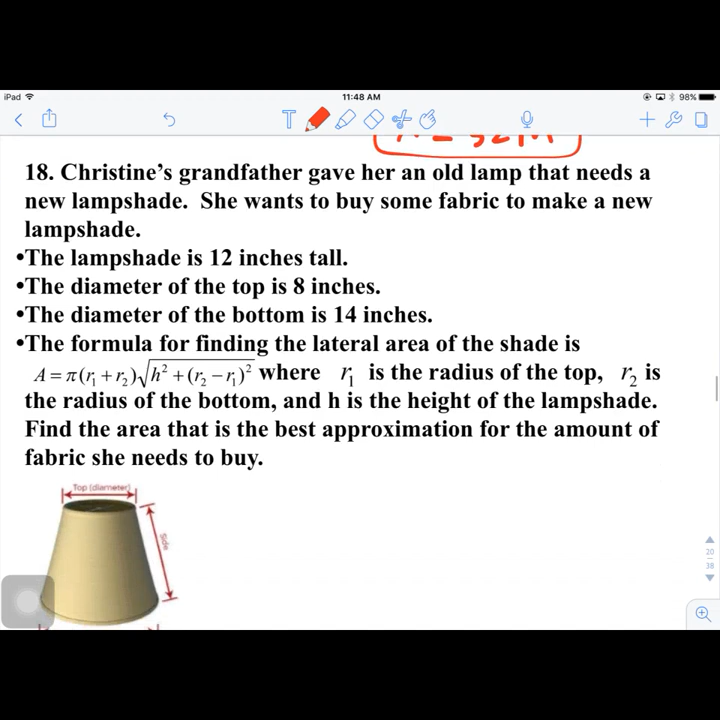 iPad
11:48 AM
98%
T
18. Christine's grandfather gave her an old lamp that needs a
new lampshade. She wants to buy some fabric to make a new
lampshade.
•The lampshade is 12 inches tall.
•The diameter of the top is 8 inches.
•The diameter of the bottom is 14 inches.
•The formula for finding the lateral area of the shade is
A = π(r₁ + r₂)√(h² + (r₂ − r₁)²) where r₁ is the radius of the top, r₂ is
the radius of the bottom, and h is the height of the lampshade.
Find the area that is the best approximation for the amount of
fabric she needs to buy.
Top (diameter)
Side
20
38